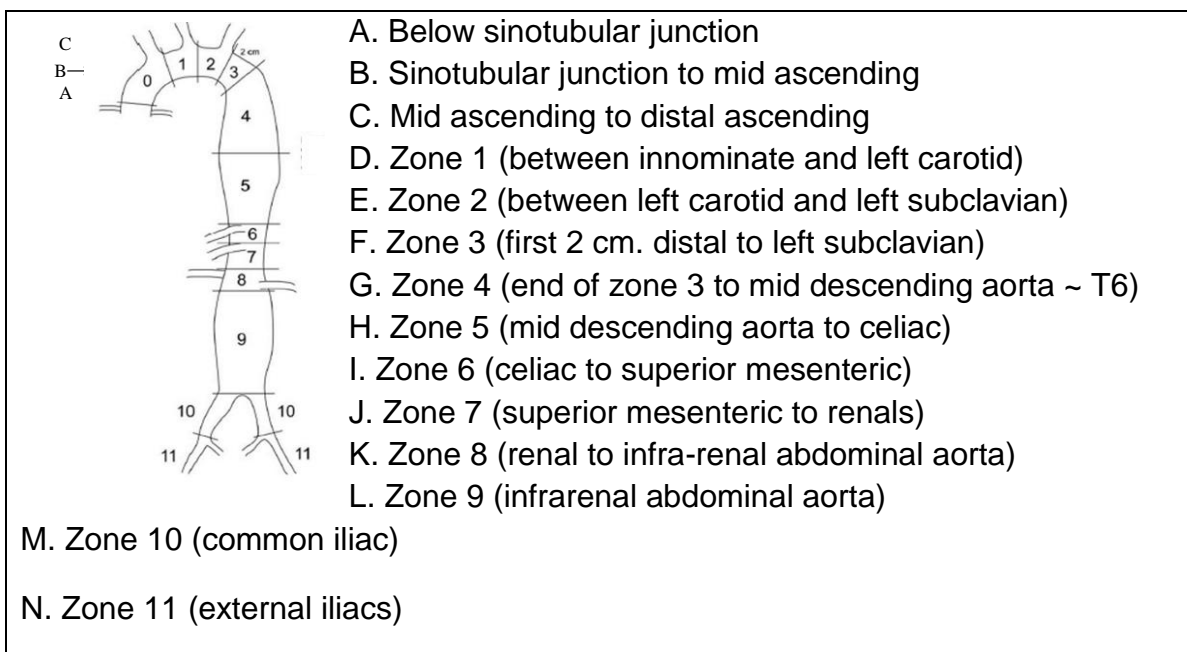 C
B
A
0
1
2
3
2 cm
4
5
6
7
8
9
10
10
11
11
A. Below sinotubular junction
B. Sinotubular junction to mid ascending
C. Mid ascending to distal ascending
D. Zone 1 (between innominate and left carotid)
E. Zone 2 (between left carotid and left subclavian)
F. Zone 3 (first 2 cm. distal to left subclavian)
G. Zone 4 (end of zone 3 to mid descending aorta ~ T6)
H. Zone 5 (mid descending aorta to celiac)
I. Zone 6 (celiac to superior mesenteric)
J. Zone 7 (superior mesenteric to renals)
K. Zone 8 (renal to infra-renal abdominal aorta)
L. Zone 9 (infrarenal abdominal aorta)
M. Zone 10 (common iliac)
N. Zone 11 (external iliacs)